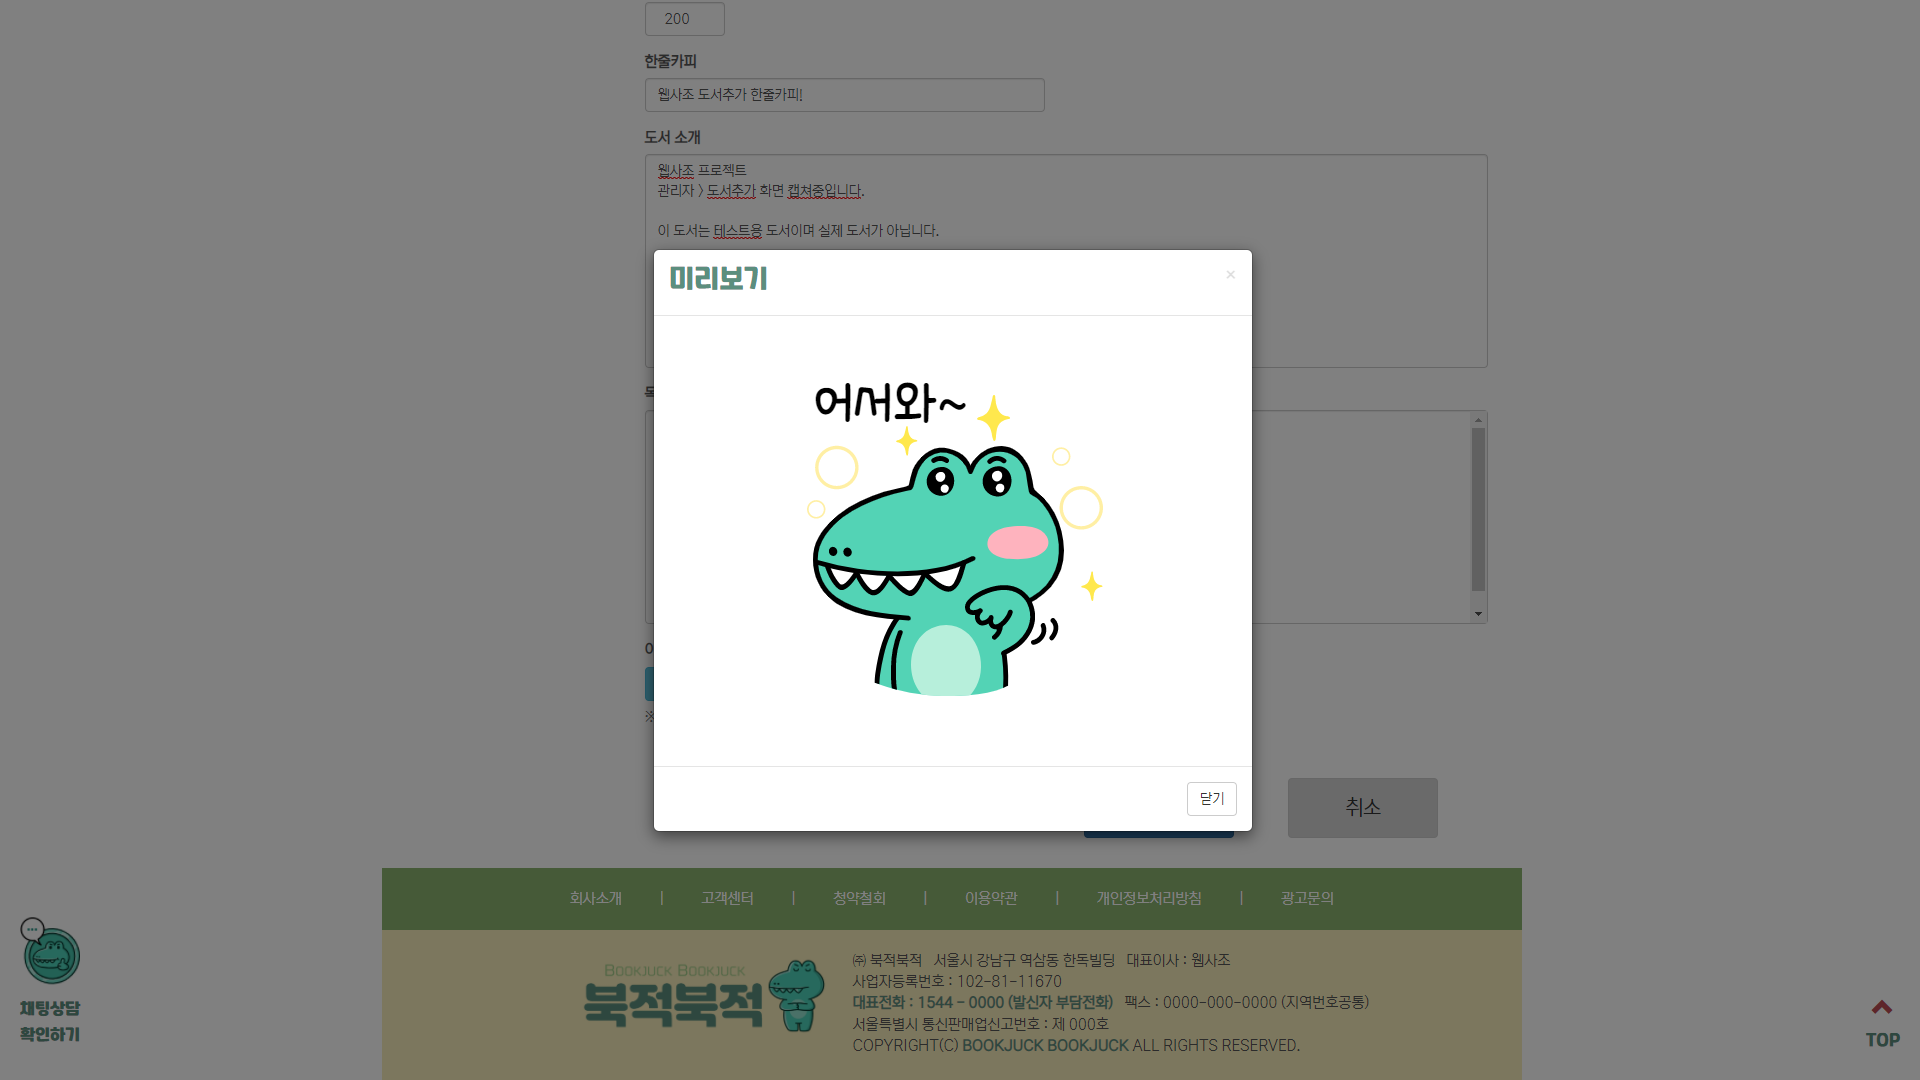 200
한줄카피
웹사조 도서추가 한줄카피!
도서 소개
웹사조 프로젝트
관리자 > 도서추가 화면 캡쳐중입니다.
이 도서는 테스트용 도서이며 실제 도서가 아닙니다.
미리보기
×
어서와~
닫기
※
취소
회사소개 | 고객센터 | 청약철회 | 이용약관 | 개인정보처리방침 | 광고문의
BOOKJUCK BOOKJUCK
북적북적
㈜ 북적북적 서울시 강남구 역삼동 한독빌딩 대표이사 : 웹사조
사업자등록번호 : 102-81-11670
대표전화 : 1544 - 0000 (발신자 부담전화) 팩스 : 0000-000-0000 (지역번호공통)
서울특별시 통신판매업신고번호 : 제 000호
COPYRIGHT(C) BOOKJUCK BOOKJUCK ALL RIGHTS RESERVED.
채팅상담
확인하기
TOP